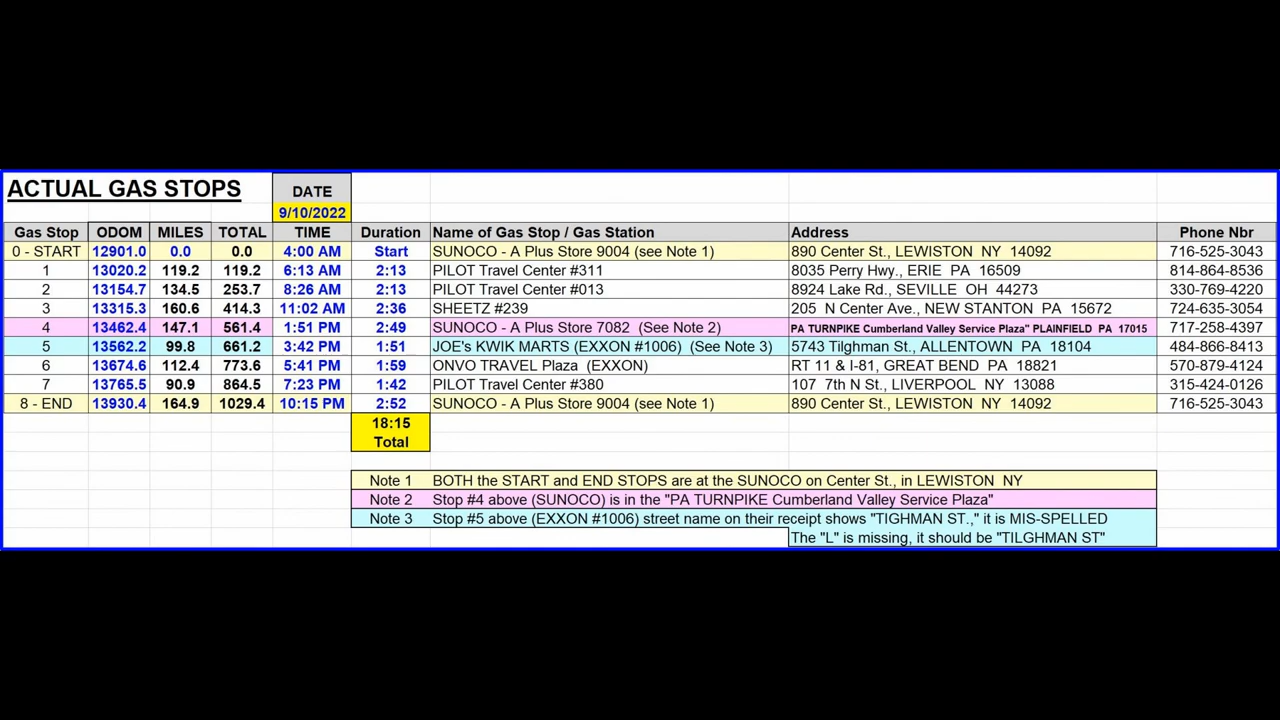 ACTUAL GAS STOPS DATE
9/10/2022
Gas Stop ODOM MILES TOTAL TIME Duration Name of Gas Stop / Gas Station Address Phone Nbr
0 - START 12901.0 0.0 0.0 4:00 AM Start SUNOCO - A Plus Store 9004 (see Note 1) 890 Center St., LEWISTON NY 14092 716-525-3043
1 13020.2 119.2 119.2 6:13 AM 2:13 PILOT Travel Center #311 8035 Perry Hwy., ERIE PA 16509 814-864-8536
2 13154.7 134.5 253.7 8:26 AM 2:13 PILOT Travel Center #013 8924 Lake Rd., SEVILLE OH 44273 330-769-4220
3 13315.3 160.6 414.3 11:02 AM 2:36 SHEETZ #239 205 N Center Ave., NEW STANTON PA 15672 724-635-3054
4 13462.4 147.1 561.4 1:51 PM 2:49 SUNOCO - A Plus Store 7082 (See Note 2) PA TURNPIKE Cumberland Valley Service Plaza" PLAINFIELD PA 17015 717-258-4397
5 13562.2 99.8 661.2 3:42 PM 1:51 JOE's KWIK MARTS (EXXON #1006) (See Note 3) 5743 Tilghman St., ALLENTOWN PA 18104 484-866-8413
6 13674.6 112.4 773.6 5:41 PM 1:59 ONVO TRAVEL Plaza (EXXON) RT 11 & I-81, GREAT BEND PA 18821 570-879-4124
7 13765.5 90.9 864.5 7:23 PM 1:42 PILOT Travel Center #380 107 7th N St., LIVERPOOL NY 13088 315-424-0126
8 - END 13930.4 164.9 1029.4 10:15 PM 2:52 SUNOCO - A Plus Store 9004 (see Note 1) 890 Center St., LEWISTON NY 14092 716-525-3043
18:15
Total
Note 1 BOTH the START and END STOPS are at the SUNOCO on Center St., in LEWISTON NY
Note 2 Stop #4 above (SUNOCO) is in the "PA TURNPIKE Cumberland Valley Service Plaza"
Note 3 Stop #5 above (EXXON #1006) street name on their receipt shows "TIGHMAN ST.," it is MIS-SPELLED
The "L" is missing, it should be "TILGHMAN ST"